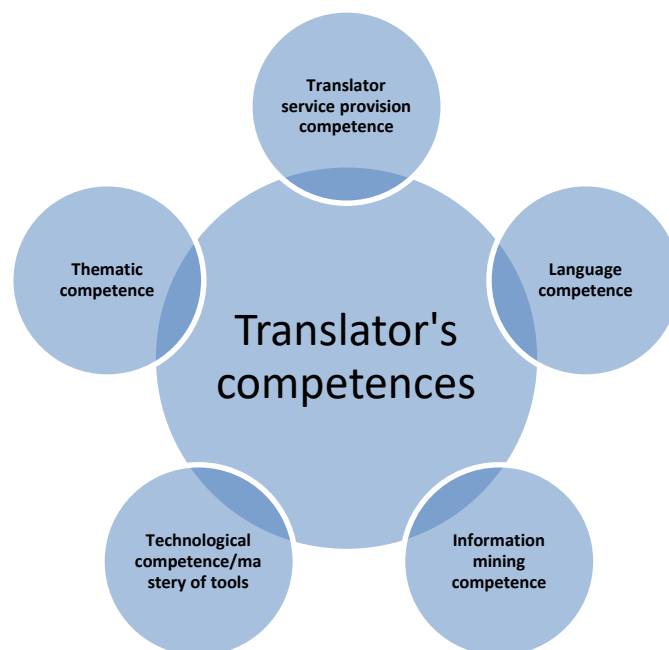 Translator
service provision
competence
Thematic
competence
Language
competence
Translator's
competences
Technological
competence/ma
stery of tools
Information
mining
competence